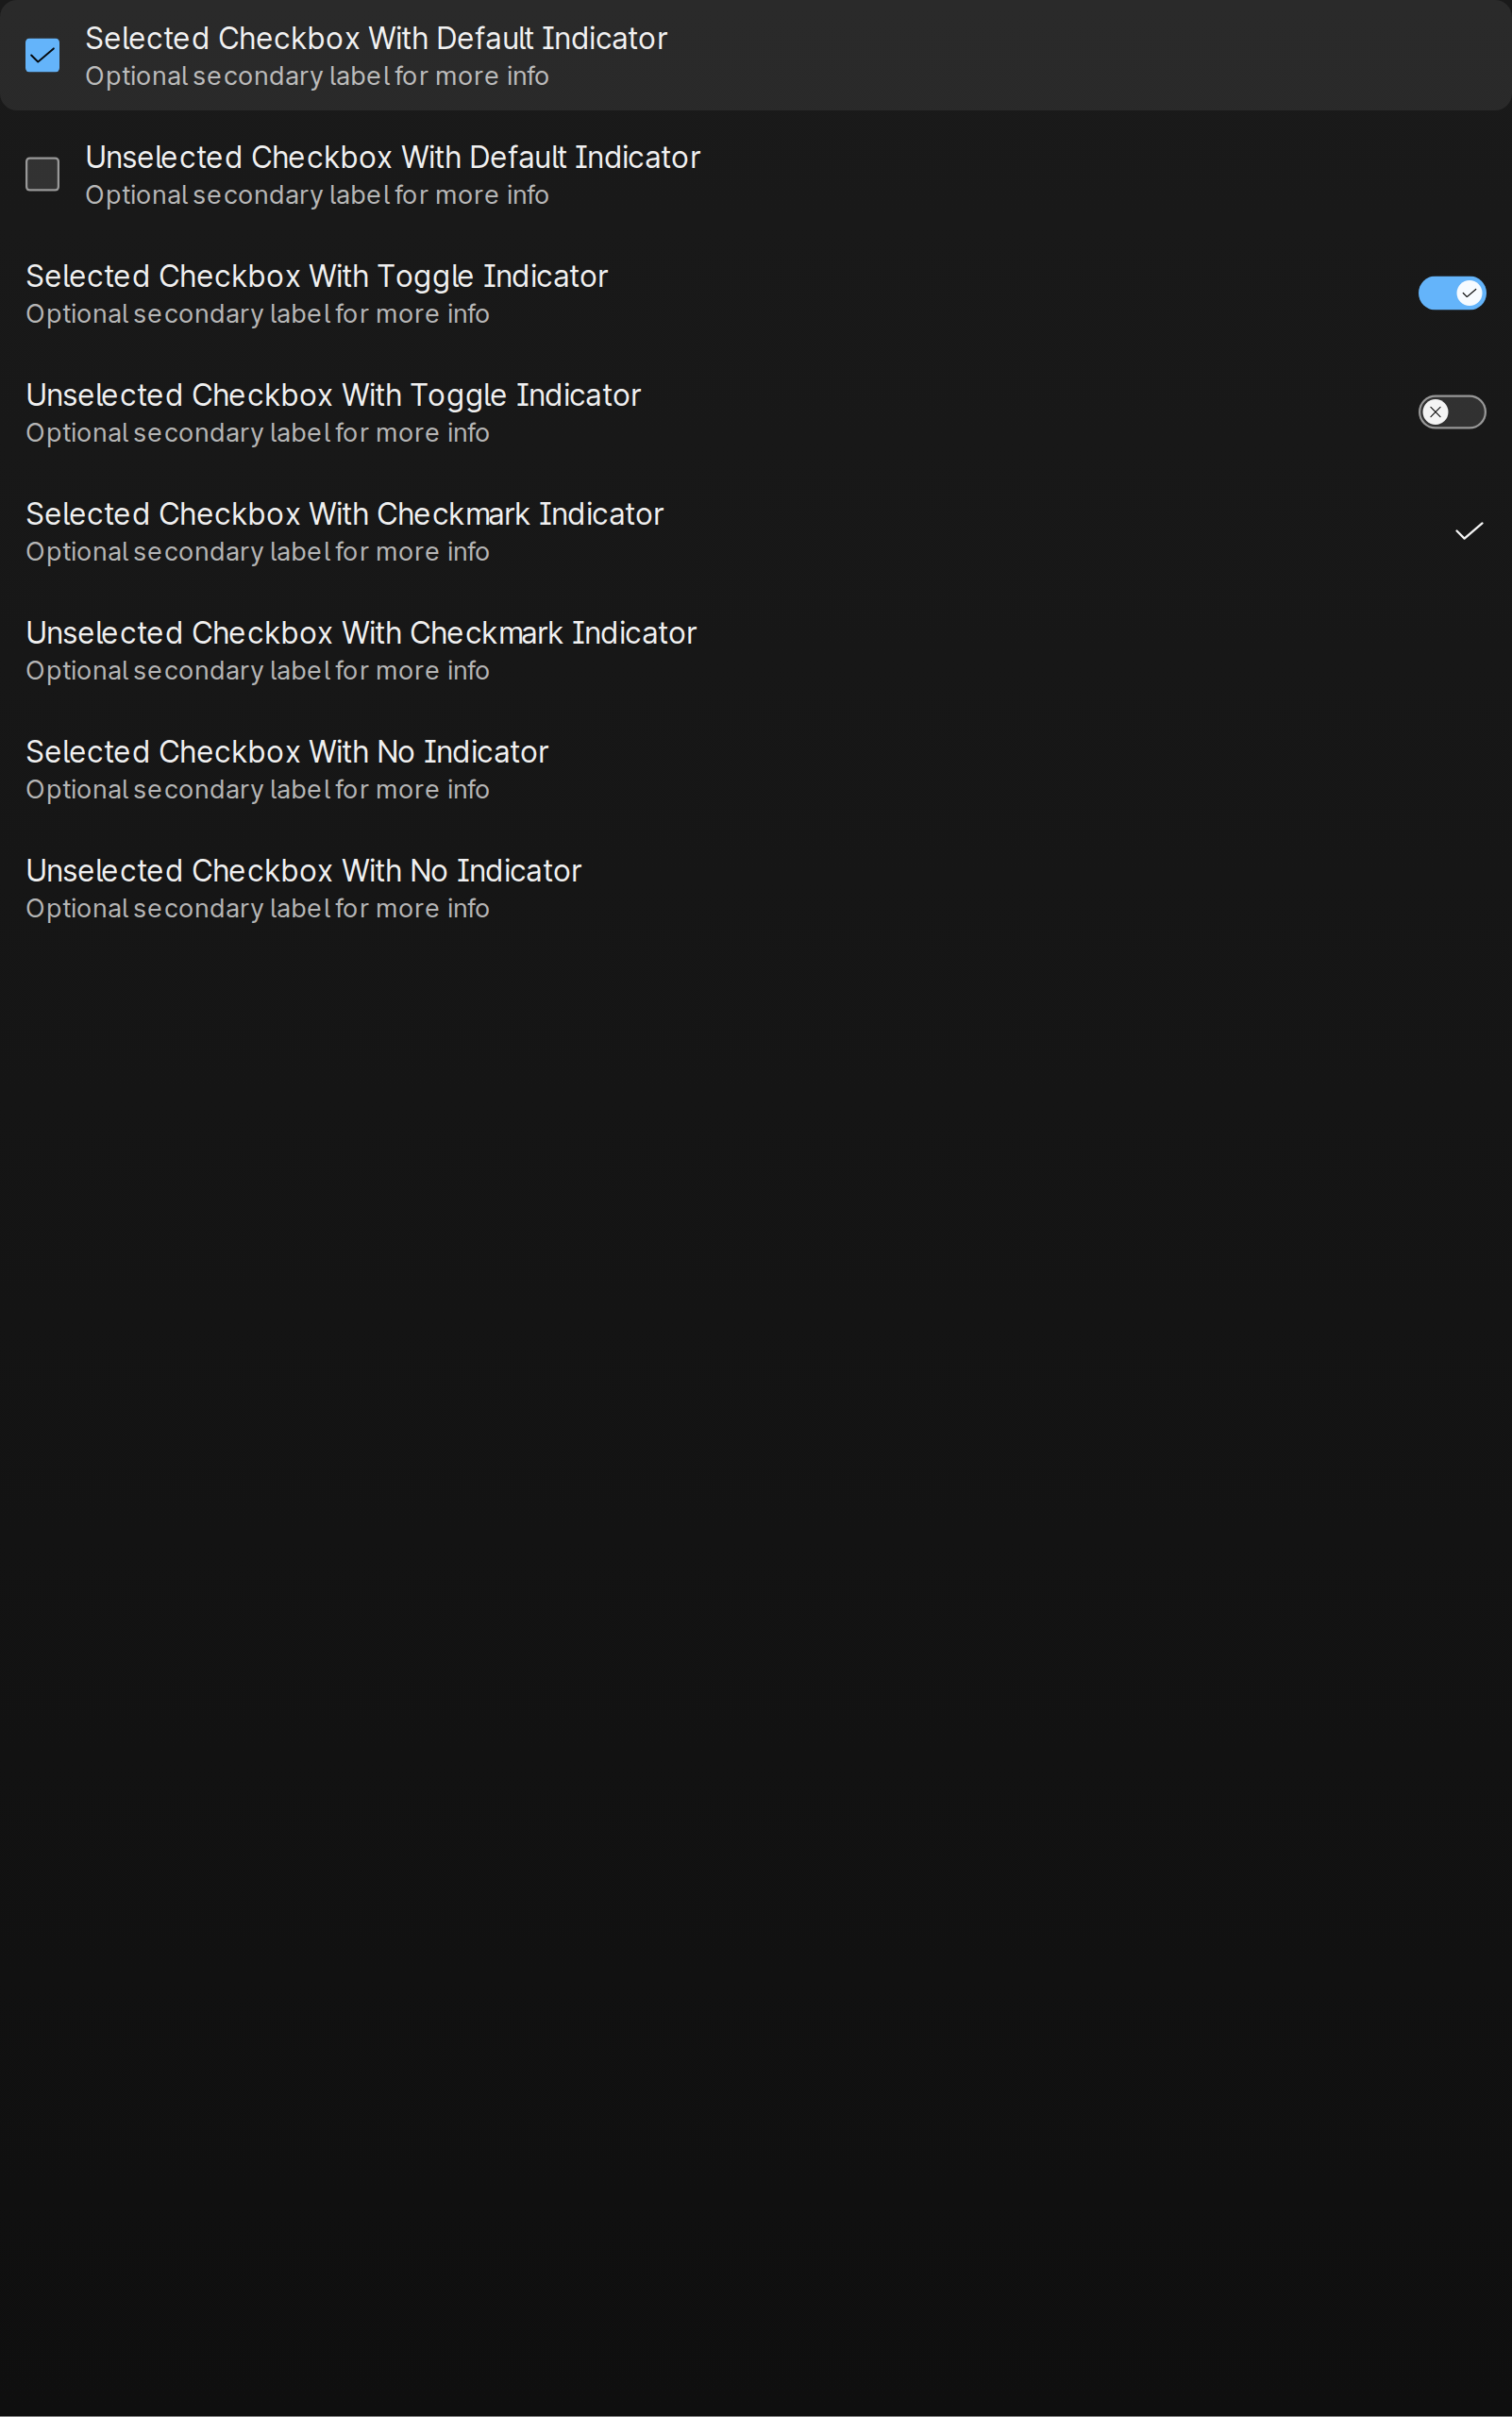 Selected Checkbox With Default Indicator
Optional secondary label for more info
Unselected Checkbox With Default Indicator
Optional secondary label for more info
Selected Checkbox With Toggle Indicator
Optional secondary label for more info
Unselected Checkbox With Toggle Indicator
Optional secondary label for more info
Selected Checkbox With Checkmark Indicator
Optional secondary label for more info
Unselected Checkbox With Checkmark Indicator
Optional secondary label for more info
Selected Checkbox With No Indicator
Optional secondary label for more info
Unselected Checkbox With No Indicator
Optional secondary label for more info